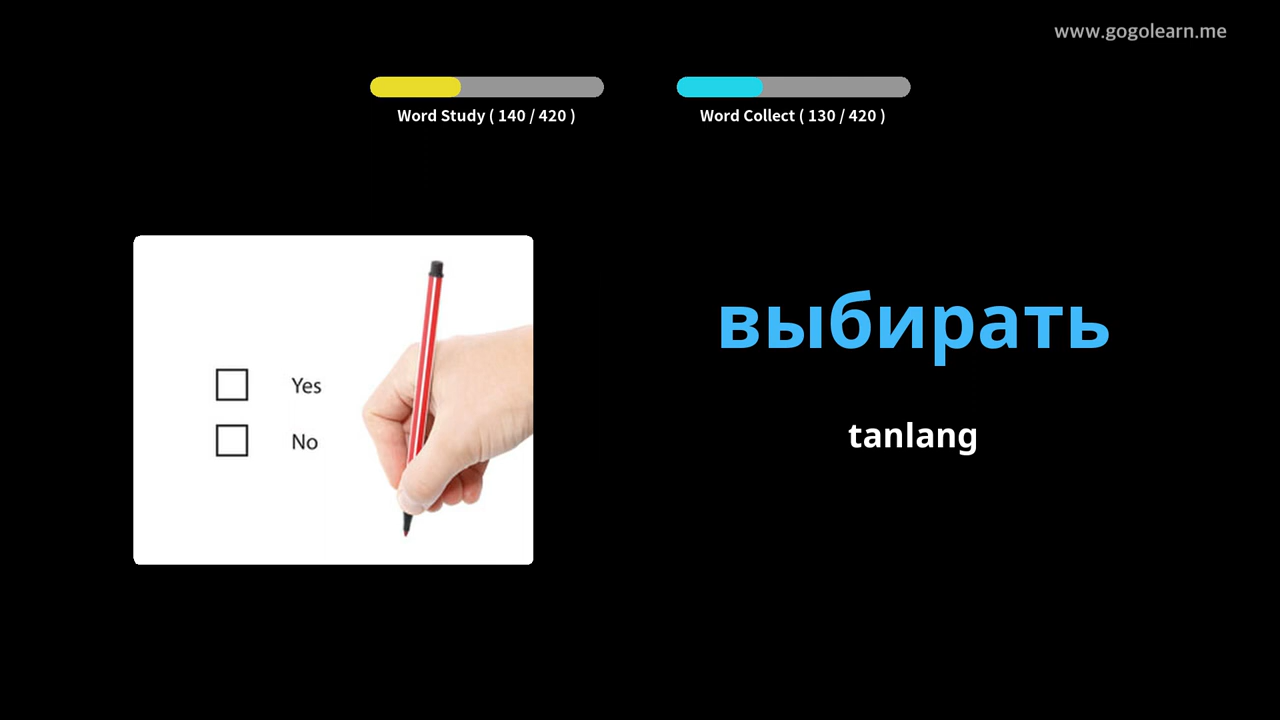 www.gogolearn.me
Word Study ( 140 / 420 )
Word Collect ( 130 / 420 )
Yes
No
выбирать
tanlang